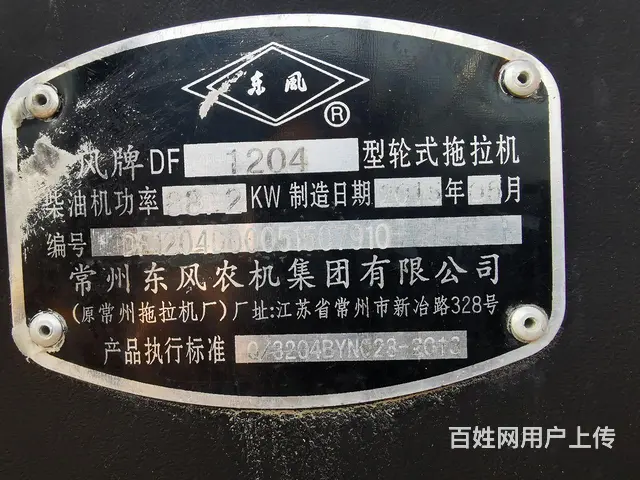 东风
®
风牌DF 1204 型轮式拖拉机
柴油机功率 88.2 KW 制造日期 年 月
编号
常州东风农机集团有限公司
(原常州拖拉机厂)厂址:江苏省常州市新冶路328号
产品执行标准
百姓网用户上传